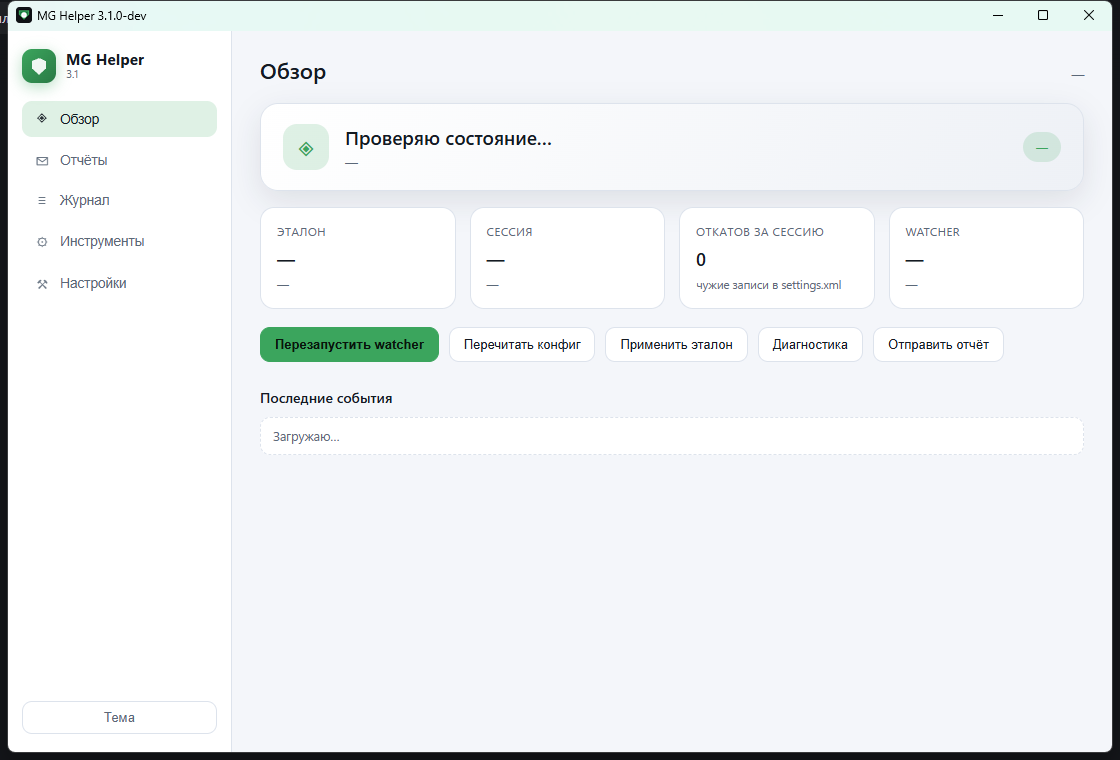 MG Helper 3.1.0-dev
MG Helper
3.1
Обзор
Отчёты
Журнал
Инструменты
Настройки
Тема
Обзор
—
Проверяю состояние...
—
—
ЭТАЛОН
—
—
СЕССИЯ
—
—
ОТКАТОВ ЗА СЕССИЮ
0
чужие записи в settings.xml
WATCHER
—
—
Перезапустить watcher
Перечитать конфиг
Применить эталон
Диагностика
Отправить отчёт
Последние события
Загружаю...